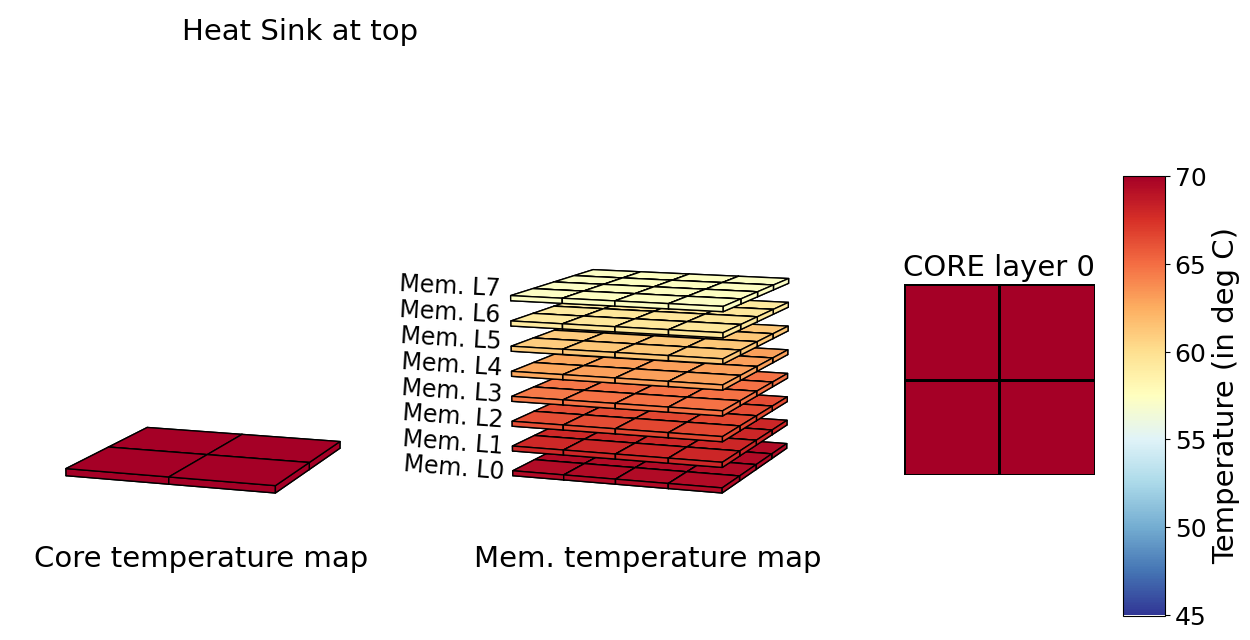 Heat Sink at top
Mem. L7
Mem. L6
Mem. L5
Mem. L4
Mem. L3
Mem. L2
Mem. L1
Mem. L0
Core temperature map
Mem. temperature map
CORE layer 0
70
65
60
55
50
45
Temperature (in deg C)